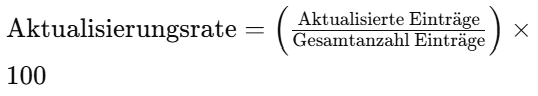 Aktualisierungsrate = (Aktualisierte Einträge / Gesamtanzahl Einträge) ×
100